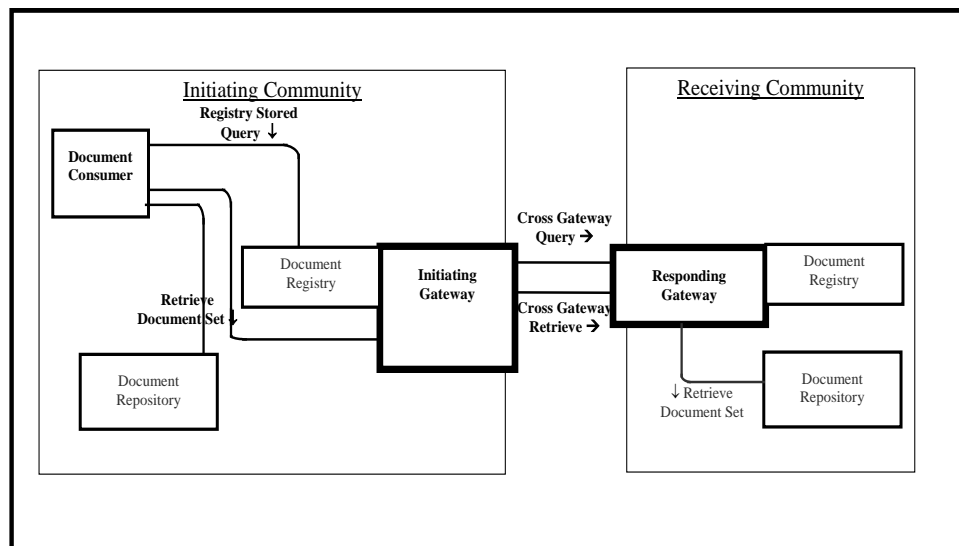 Initiating Community
Registry Stored
Query ↓
Document
Consumer
Document
Registry
Initiating
Gateway
Retrieve
Document Set ↓
Document
Repository
Cross Gateway
Query →
Cross Gateway
Retrieve →
Receiving Community
Responding
Gateway
Document
Registry
↓ Retrieve
Document Set
Document
Repository